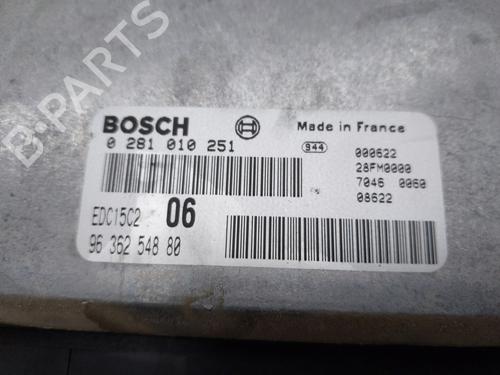 BOSCH
Made in France
0 281 010 251
944
000622
28FM0000
7046 0060
08622
EDC15C2 06
96 362 548 80
B-PARTS